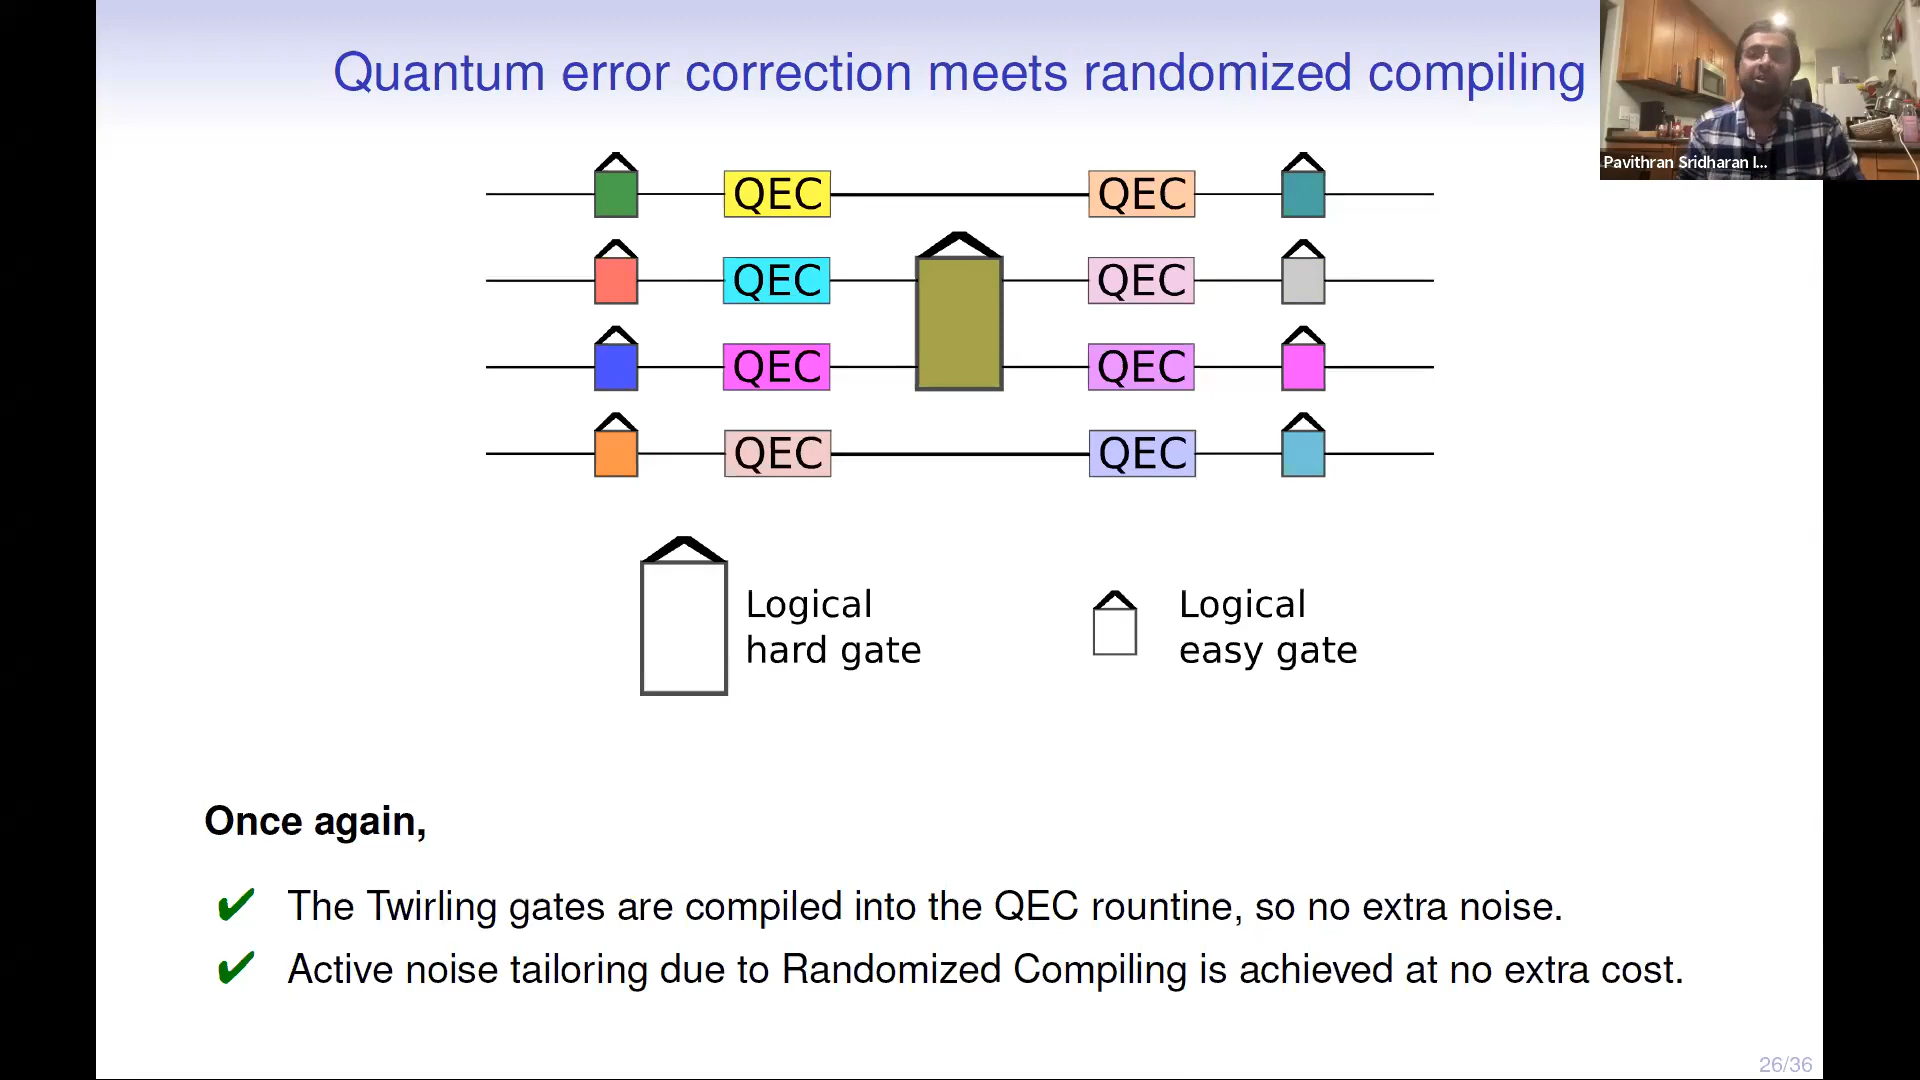 Quantum error correction meets randomized compiling
Pavithran Sridharan I...
QEC QEC
QEC QEC
QEC QEC
QEC QEC
Logical
hard gate
Logical
easy gate
Once again,
✔ The Twirling gates are compiled into the QEC rountine, so no extra noise.
✔ Active noise tailoring due to Randomized Compiling is achieved at no extra cost.
26/36